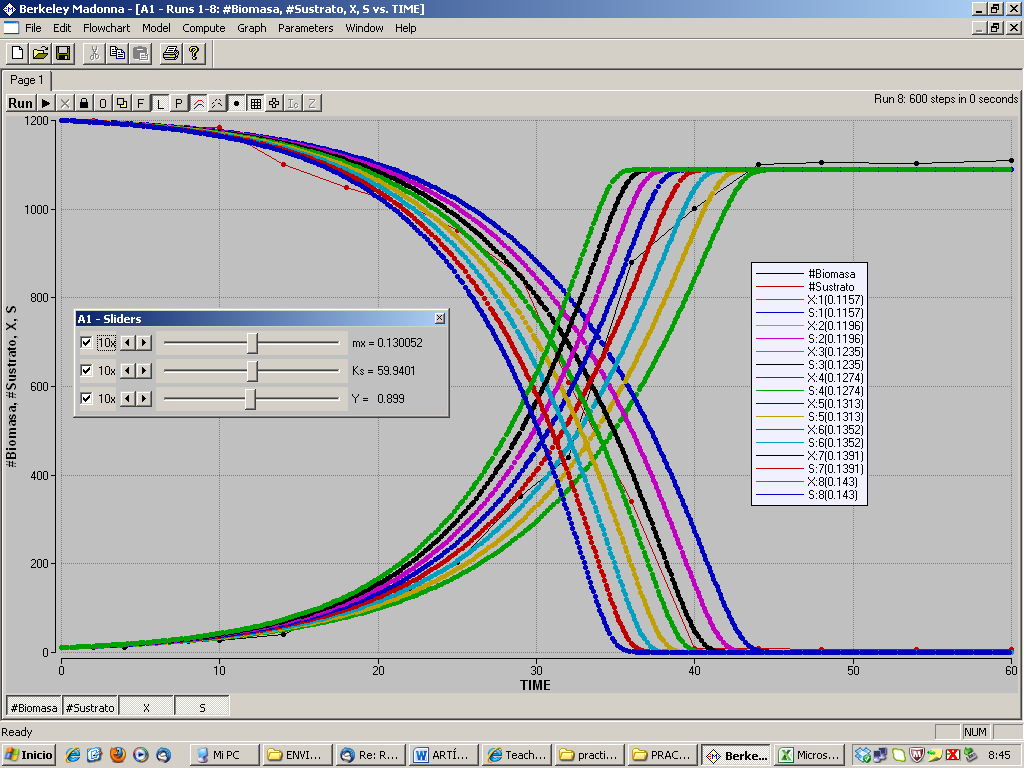 Berkeley Madonna - [A1 - Runs 1-8: #Biomasa, #Sustrato, X, S vs. TIME]
File Edit Flowchart Model Compute Graph Parameters Window Help
Page 1
Run O F L P Ic Z
Run 8: 600 steps in 0 seconds
1200
1000
800
600
400
200
0
#Biomasa, #Sustrato, X, S
0 10 20 30 40 50 60
TIME
A1 - Sliders
10x mx = 0.130052
10x Ks = 59.9401
10x Y = 0.899
#Biomasa
#Sustrato
X:1(0.1157)
S:1(0.1157)
X:2(0.1196)
S:2(0.1196)
X:3(0.1235)
S:3(0.1235)
X:4(0.1274)
S:4(0.1274)
X:5(0.1313)
S:5(0.1313)
X:6(0.1352)
S:6(0.1352)
X:7(0.1391)
S:7(0.1391)
X:8(0.143)
S:8(0.143)
#Biomasa #Sustrato X S
Ready
NUM
Inicio Mi PC ENVI... Re: R... ARTÍ... Teach... practi... PRAC... Berke... Micros... 8:45